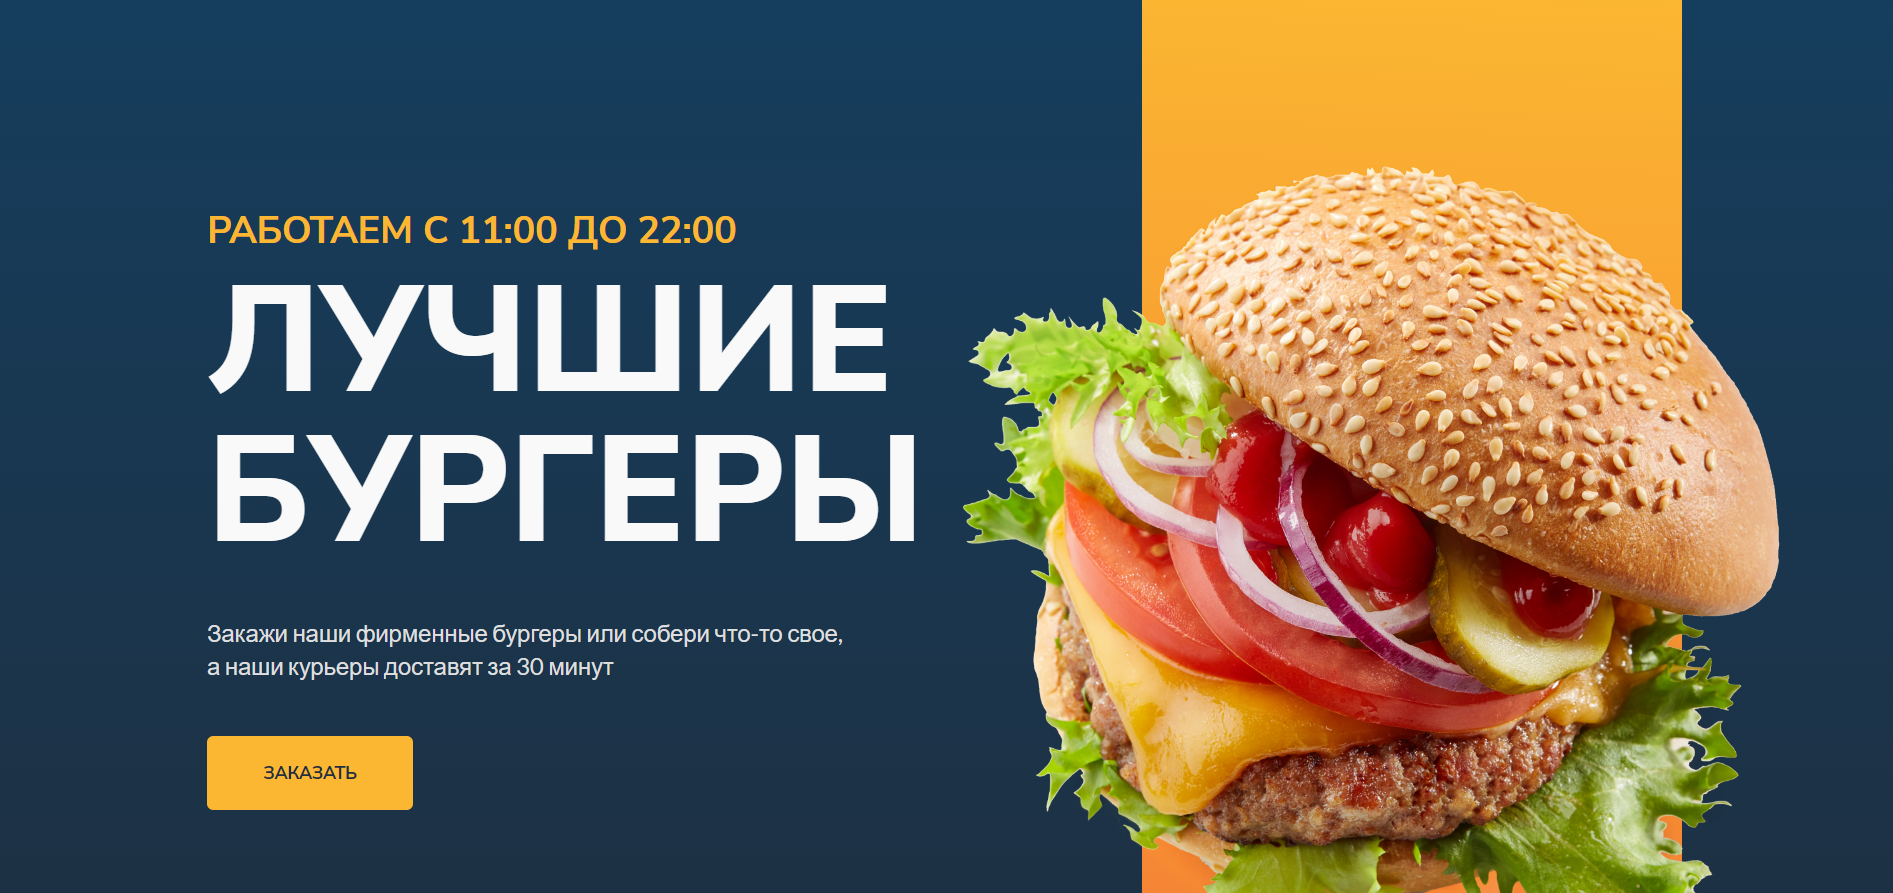 РАБОТАЕМ С 11:00 ДО 22:00
ЛУЧШИЕ
БУРГЕРЫ
Закажи наши фирменные бургеры или собери что-то свое,
а наши курьеры доставят за 30 минут
ЗАКАЗАТЬ